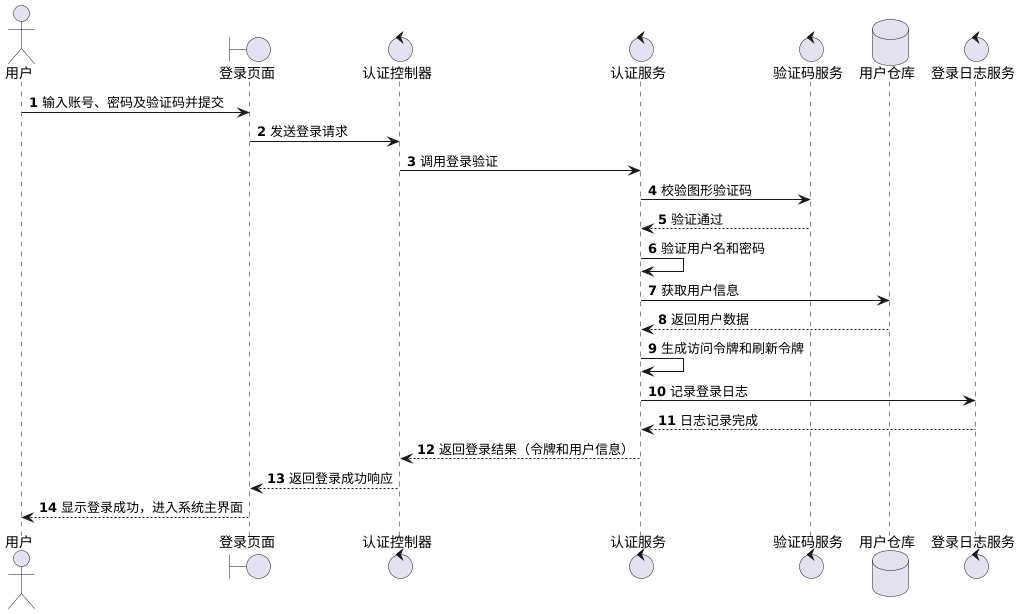 用户
登录页面
认证控制器
认证服务
验证码服务
用户仓库
登录日志服务
1 输入账号、密码及验证码并提交
2 发送登录请求
3 调用登录验证
4 校验图形验证码
5 验证通过
6 验证用户名和密码
7 获取用户信息
8 返回用户数据
9 生成访问令牌和刷新令牌
10 记录登录日志
11 日志记录完成
12 返回登录结果（令牌和用户信息）
13 返回登录成功响应
14 显示登录成功，进入系统主界面
用户
登录页面
认证控制器
认证服务
验证码服务
用户仓库
登录日志服务